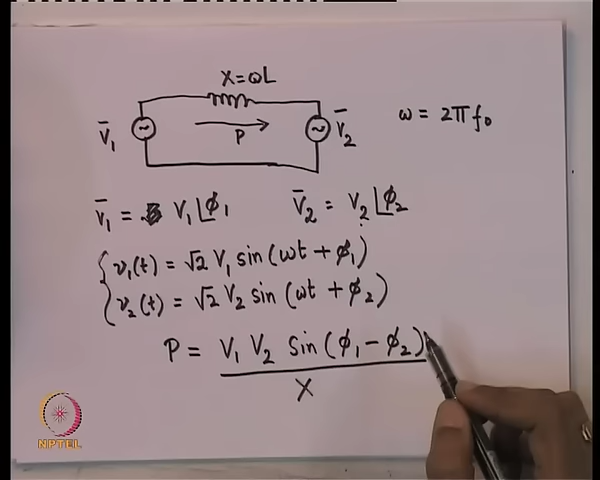 X=ωL
V̄₁
P
V̄₂
ω = 2πf₀
V̄₁ = V₁∠ϕ₁
V̄₂ = V₂∠ϕ₂
v₁(t) = √2 V₁ sin(ωt + ϕ₁)
v₂(t) = √2 V₂ sin(ωt + ϕ₂)
P = V₁ V₂ Sin(ϕ₁ - ϕ₂)
X
NPTEL